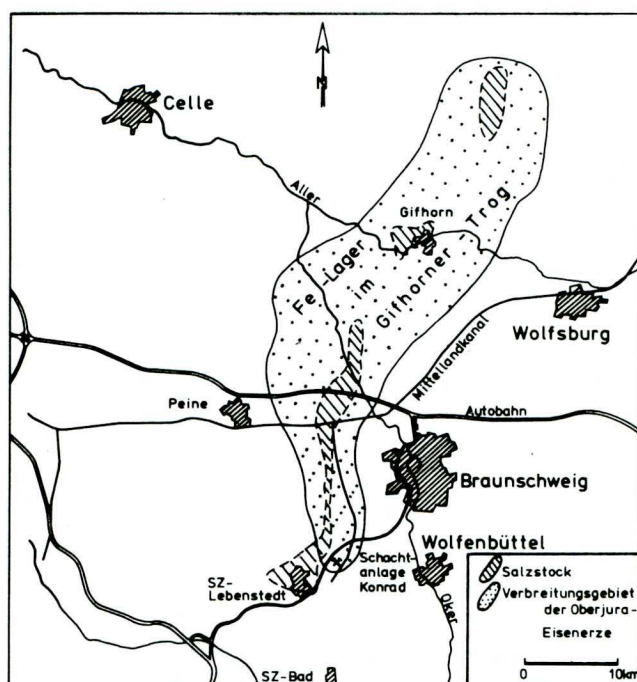 N
Celle
Aller
Gifhorn
Fe-Lager im Gifhorner Trog
Wolfsburg
Mittellandkanal
Peine
Autobahn
Braunschweig
Wolfenbüttel
Schacht-
anlage
Konrad
SZ-
Lebenstedt
Oker
SZ-Bad
Salzstock
Verbreitungsgebiet
der Oberjura-
Eisenerze
0 10km